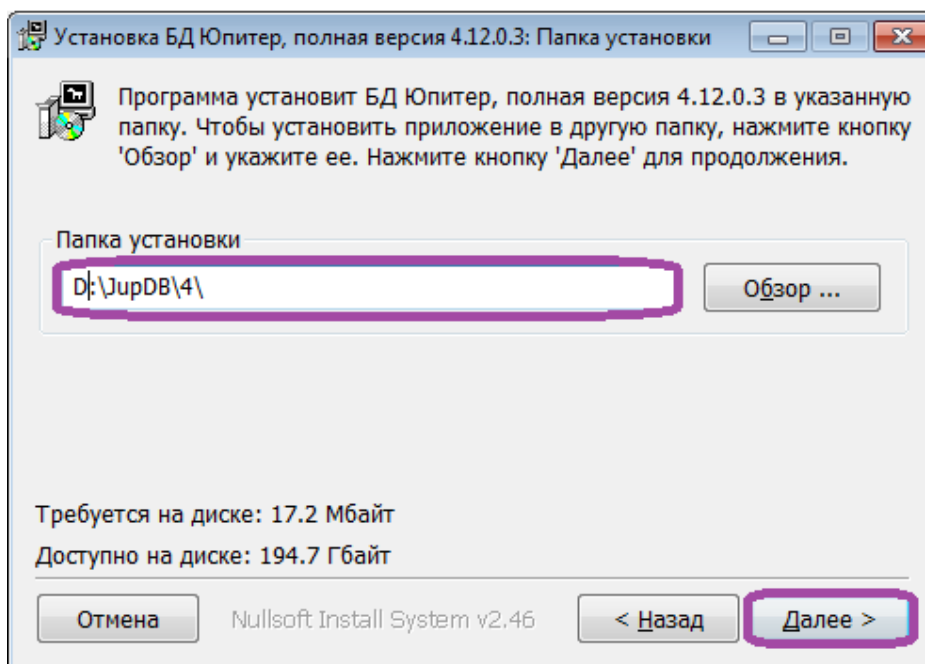 Установка БД Юпитер, полная версия 4.12.0.3: Папка установки
Программа установит БД Юпитер, полная версия 4.12.0.3 в указанную
папку. Чтобы установить приложение в другую папку, нажмите кнопку
'Обзор' и укажите ее. Нажмите кнопку 'Далее' для продолжения.
Папка установки
D:\JupDB\4\
Обзор ...
Требуется на диске: 17.2 Мбайт
Доступно на диске: 194.7 Гбайт
Отмена
Nullsoft Install System v2.46
< Назад
Далее >